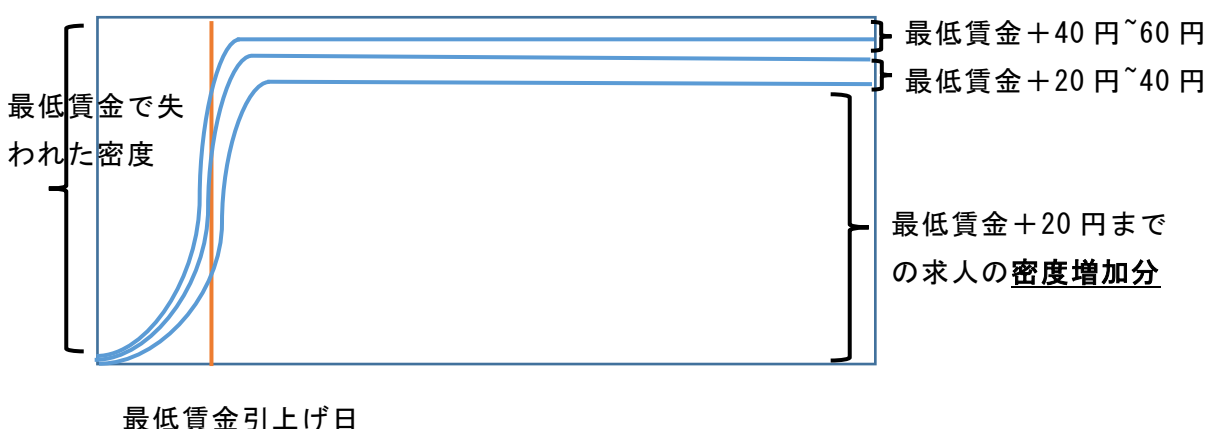 最低賃金+40円~60円
最低賃金+20円~40円
最低賃金で失
われた密度
最低賃金+20円まで
の求人の密度増加分
最低賃金引上げ日